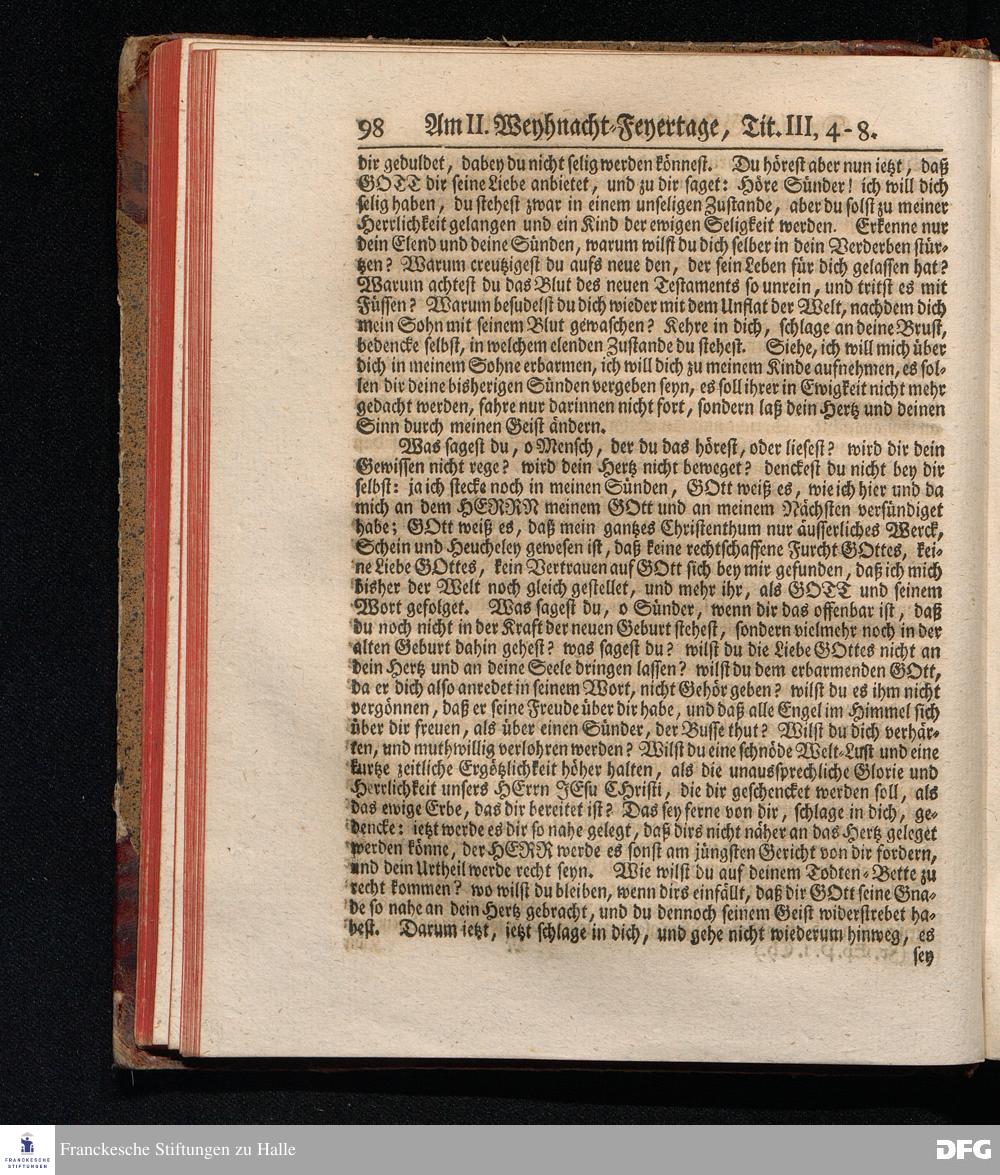 98 Am II. Weyhnacht-Feyertage, Tit. III, 4-8.
dir geduldet, dabey du nicht selig werden könnest. Du hörest aber nun ietzt, daß
GOTT dir seine Liebe anbietet, und zu dir saget: Höre Sünder! ich will dich
selig haben, du stehest zwar in einem unseligen Zustande, aber du solst zu meiner
Herrlichkeit gelangen und ein Kind der ewigen Seligkeit werden. Erkenne nur
dein Elend und deine Sünden, warum wilst du dich selber in dein Verderben stür-
tzen? Warum creutzigest du aufs neue den, der sein Leben für dich gelassen hat?
Warum achtest du das Blut des neuen Testaments so unrein, und tritst es mit
Füssen? Warum besudelst du dich wieder mit dem Unflat der Welt, nachdem dich
mein Sohn mit seinem Blut gewaschen? Kehre in dich, schlage an deine Brust,
bedencke selbst, in welchem elenden Zustande du stehest. Siehe, ich will mich über
dich in meinem Sohne erbarmen, ich will dich zu meinem Kinde aufnehmen, es sol-
len dir deine bisherigen Sünden vergeben seyn, es soll ihrer in Ewigkeit nicht mehr
gedacht werden, fahre nur darinnen nicht fort, sondern laß dein Hertz und deinen
Sinn durch meinen Geist ändern.
Was sagest du, o Mensch, der du das hörest, oder liesest? wird dir dein
Gewissen nicht rege? wird dein Hertz nicht beweget? denckest du nicht bey dir
selbst: ja ich stecke noch in meinen Sünden, GOtt weiß es, wie ich hier und da
mich an dem HERRN meinem GOtt und an meinem Nächsten versündiget
habe; GOtt weiß es, daß mein gantzes Christenthum nur äusserliches Werck,
Schein und Heucheley gewesen ist, daß keine rechtschaffene Furcht GOttes, kei-
ne Liebe GOttes, kein Vertrauen auf GOtt sich bey mir gefunden, daß ich mich
bisher der Welt noch gleich gestellet, und mehr ihr, als GOTT und seinem
Wort gefolget. Was sagest du, o Sünder, wenn dir das offenbar ist, daß
du noch nicht in der Kraft der neuen Geburt stehest, sondern vielmehr noch in der
alten Geburt dahin gehest? was sagest du? wilst du die Liebe GOttes nicht an
dein Hertz und an deine Seele dringen lassen? wilst du dem erbarmenden GOtt,
da er dich also anredet in seinem Wort, nicht Gehör geben? wilst du es ihm nicht
vergönnen, daß er seine Freude über dir habe, und daß alle Engel im Himmel sich
über dir freuen, als über einen Sünder, der Busse thut? Wilst du dich verhär-
ten, und muthwillig verlohren werden? Wilst du eine schnöde Welt-Lust und eine
kurtze zeitliche Ergötzlichkeit höher halten, als die unaussprechliche Glorie und
Herrlichkeit unsers HErrn JEsu CHristi, die dir geschencket werden soll, als
das ewige Erbe, das dir bereitet ist? Das sey ferne von dir, schlage in dich, ge-
dencke: ietzt werde es dir so nahe gelegt, daß dirs nicht näher an das Hertz geleget
werden könne, der HERR werde es sonst am jüngsten Gericht von dir fordern,
und dein Urtheil werde recht seyn. Wie wilst du auf deinem Todten-Bette zu
recht kommen? wo wilst du bleiben, wenn dirs einfällt, daß dir GOtt seine Gna-
de so nahe an dein Hertz gebracht, und du dennoch seinem Geist widerstrebet ha-
best. Darum ietzt, jetzt schlage in dich, und gehe nicht wiederum hinweg, es
sey
FRANCKESCHE
STIFTUNGEN
Franckesche Stiftungen zu Halle
DFG